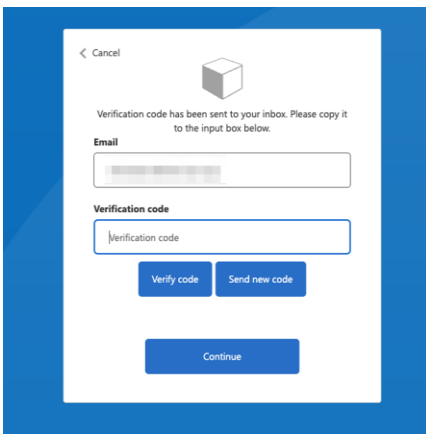 Cancel
Verification code has been sent to your inbox. Please copy it
to the input box below.
Email
Verification code
Verification code
Verify code
Send new code
Continue